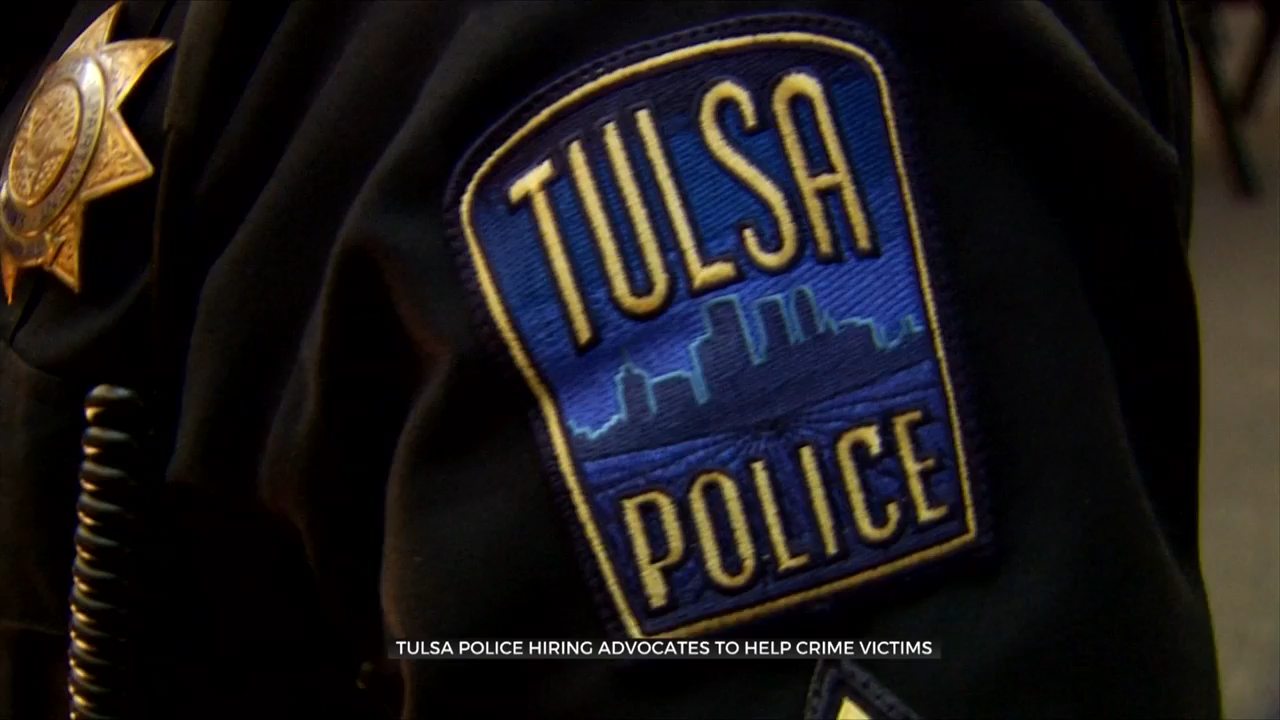 TULSA
POLICE
TULSA POLICE HIRING ADVOCATES TO HELP CRIME VICTIMS